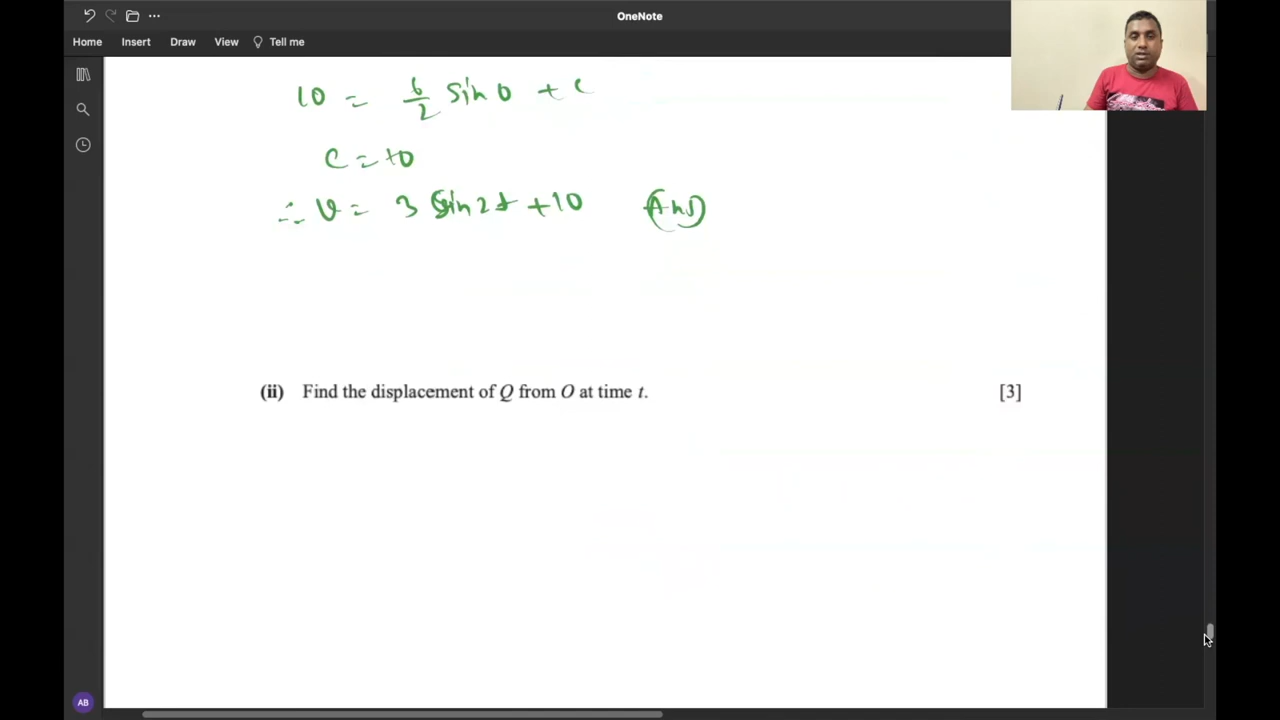 OneNote
Home Insert Draw View Tell me
10 = 6/2 sin 0 + c
c = 10
∴ v = 3 sin 2t + 10 (Ans)
(ii) Find the displacement of Q from O at time t. [3]
AB